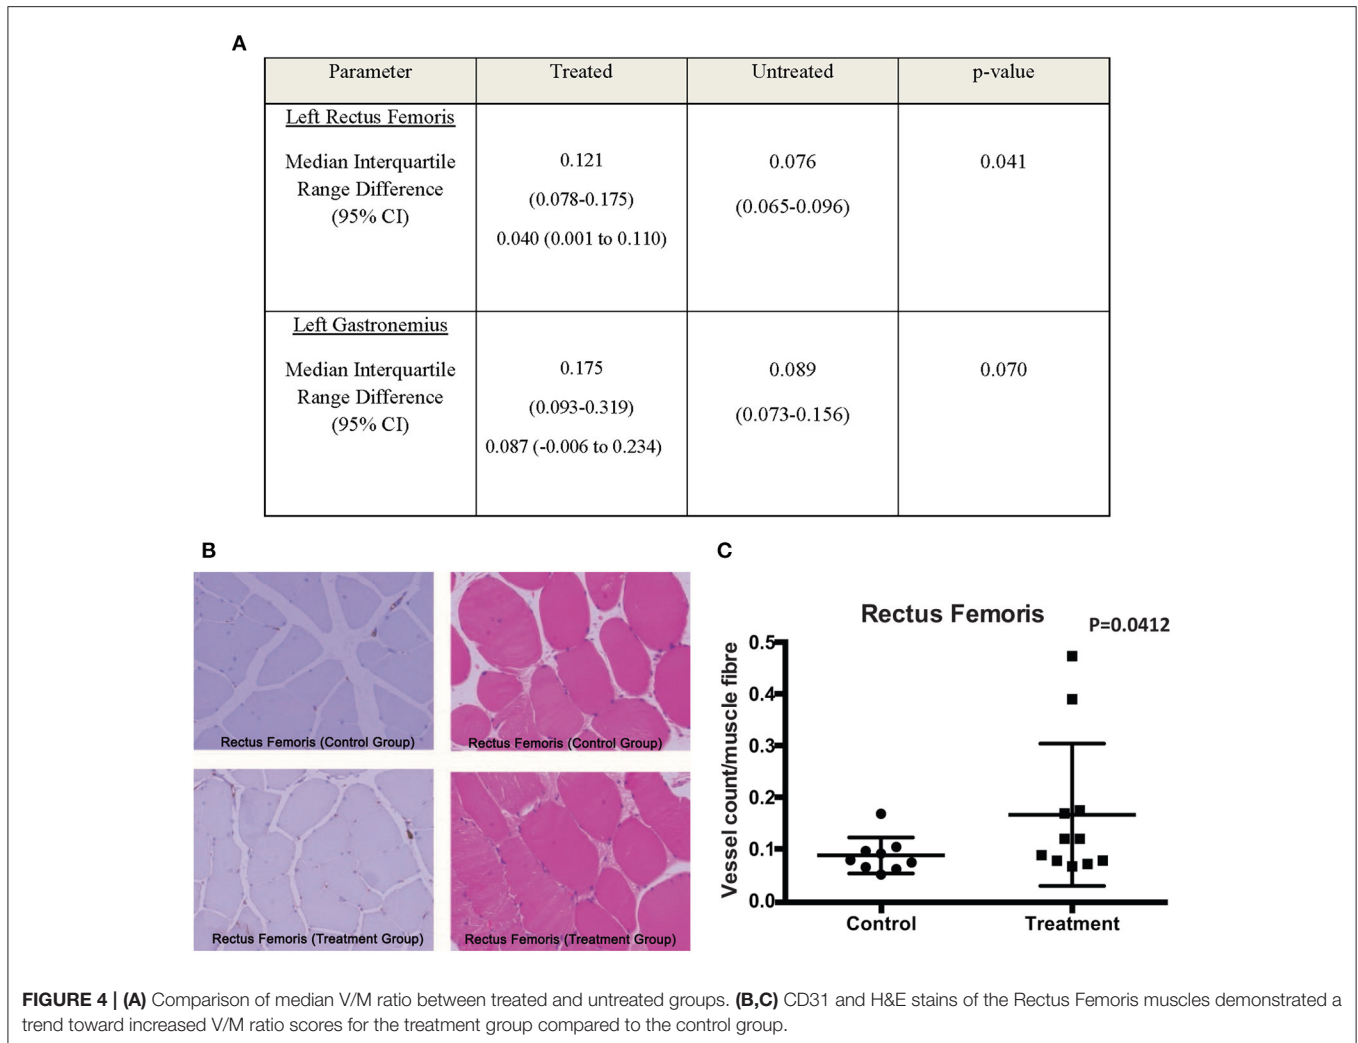 A
Parameter Treated Untreated p-value
Left Rectus Femoris
Median Interquartile
Range Difference
(95% CI)
0.121
(0.078-0.175)
0.040 (0.001 to 0.110)
0.076
(0.065-0.096)
0.041
Left Gastronemius
Median Interquartile
Range Difference
(95% CI)
0.175
(0.093-0.319)
0.087 (-0.006 to 0.234)
0.089
(0.073-0.156)
0.070
B
Rectus Femoris (Control Group)
Rectus Femoris (Control Group)
Rectus Femoris (Treatment Group)
Rectus Femoris (Treatment Group)
C
Rectus Femoris
P=0.0412
Vessel count/muscle fibre
0.5
0.4
0.3
0.2
0.1
0.0
Control Treatment
FIGURE 4 | (A) Comparison of median V/M ratio between treated and untreated groups. (B,C) CD31 and H&E stains of the Rectus Femoris muscles demonstrated a
trend toward increased V/M ratio scores for the treatment group compared to the control group.